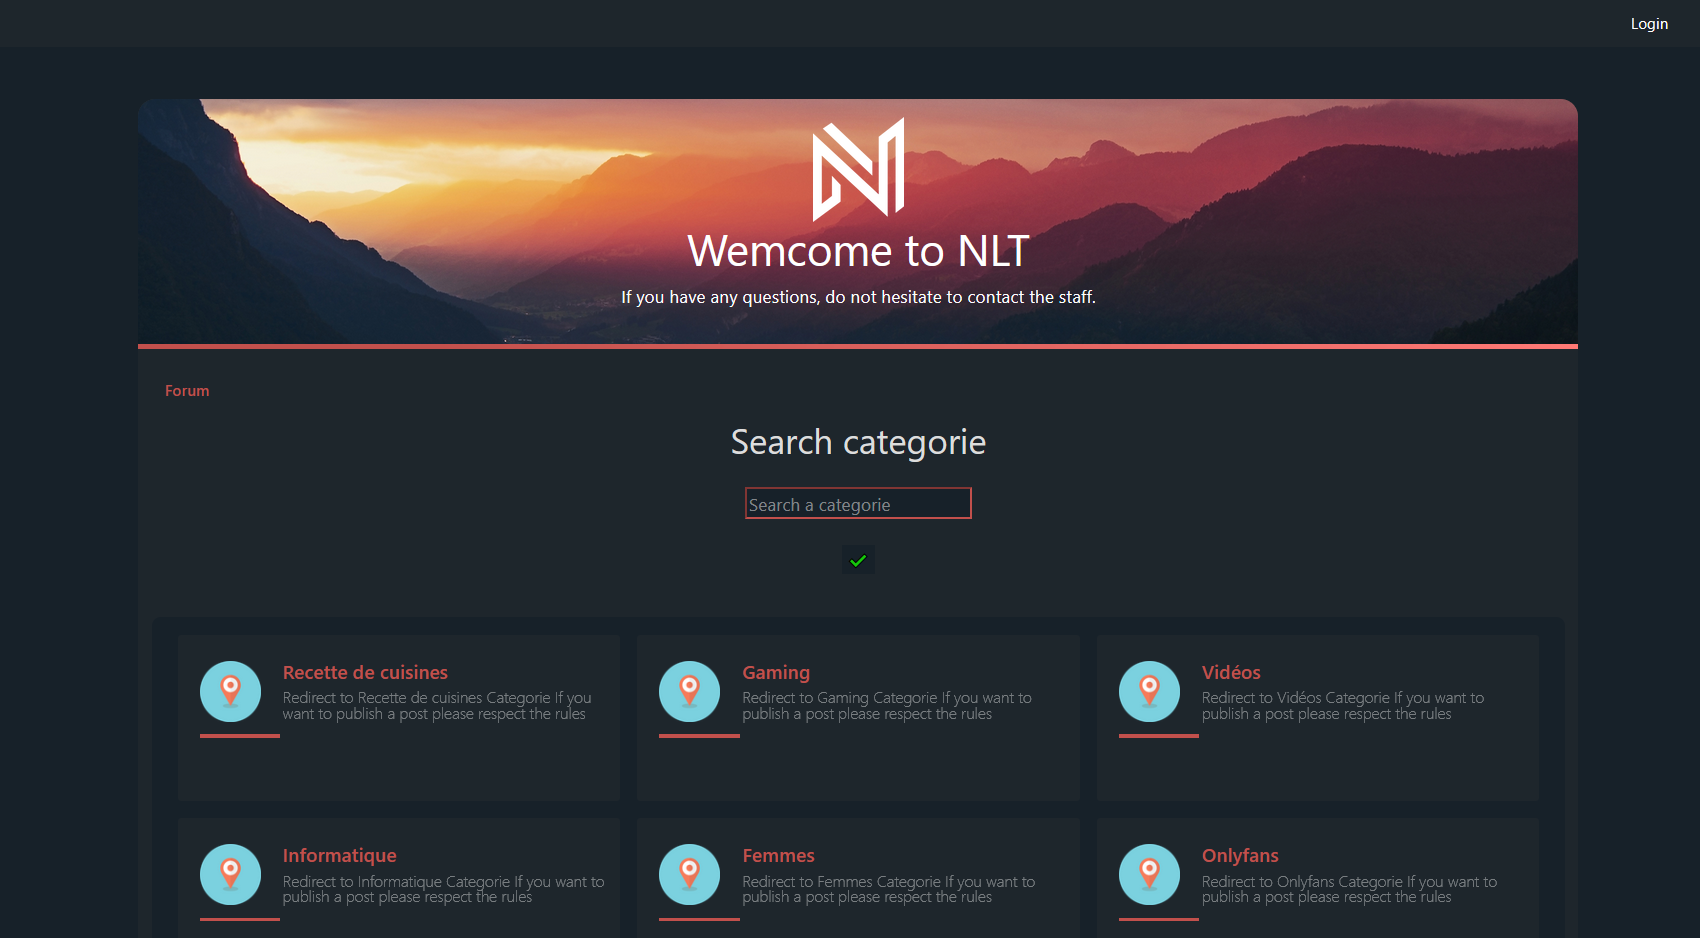 Login
Wemcome to NLT
If you have any questions, do not hesitate to contact the staff.
Forum
Search categorie
Search a categorie
Recette de cuisines
Redirect to Recette de cuisines Categorie If you
want to publish a post please respect the rules
Gaming
Redirect to Gaming Categorie If you want to
publish a post please respect the rules
Vidéos
Redirect to Vidéos Categorie If you want to
publish a post please respect the rules
Informatique
Redirect to Informatique Categorie If you want to
publish a post please respect the rules
Femmes
Redirect to Femmes Categorie If you want to
publish a post please respect the rules
Onlyfans
Redirect to Onlyfans Categorie If you want to
publish a post please respect the rules